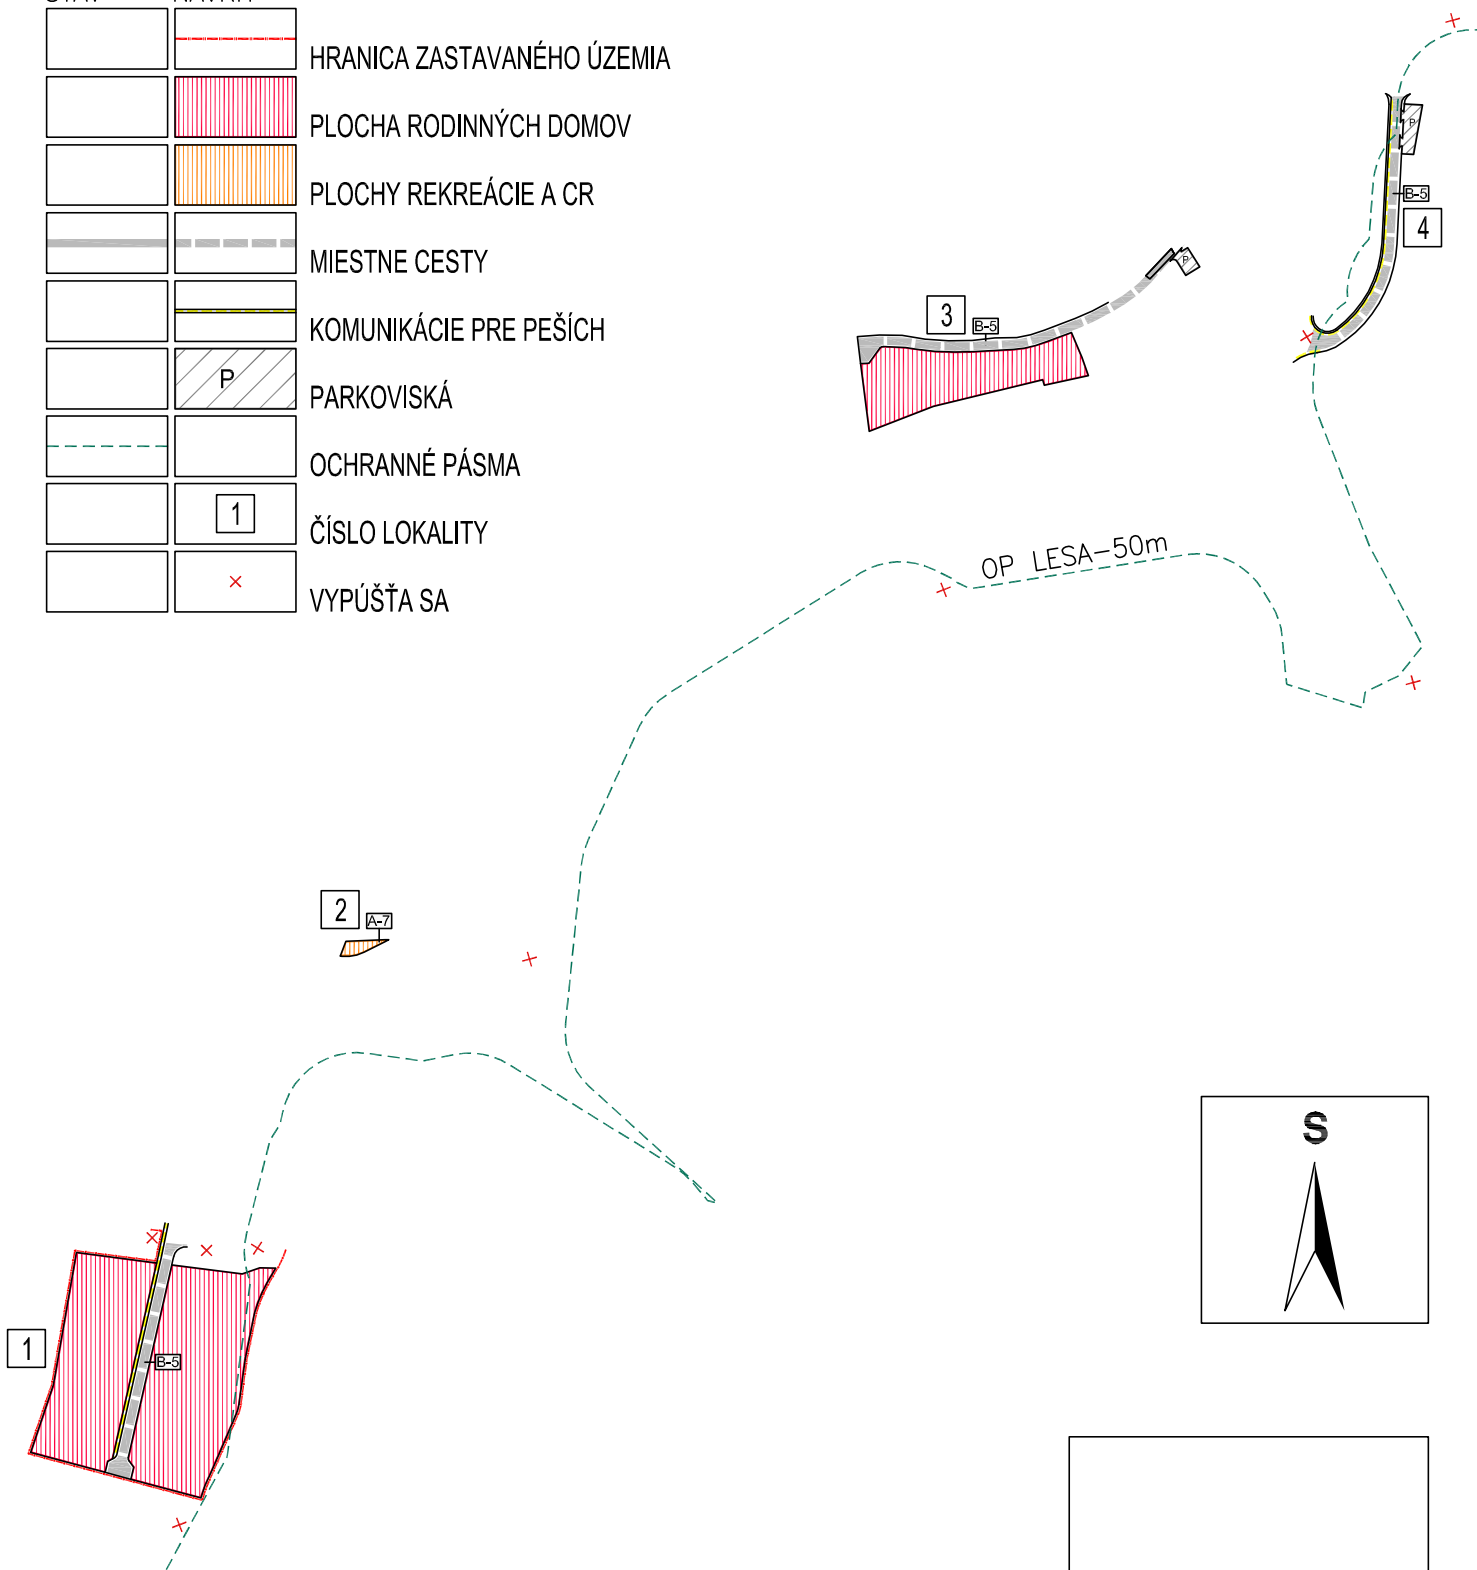 HRANICA ZASTAVANÉHO ÚZEMIA
PLOCHA RODINNÝCH DOMOV
PLOCHY REKREÁCIE A CR
MIESTNE CESTY
KOMUNIKÁCIE PRE PEŠÍCH
P
PARKOVISKÁ
OCHRANNÉ PÁSMA
1
ČÍSLO LOKALITY
VYPÚŠŤA SA
P
B-5
4
P
3
B-5
OP LESA-50m
2
A-7
S
1
B-5